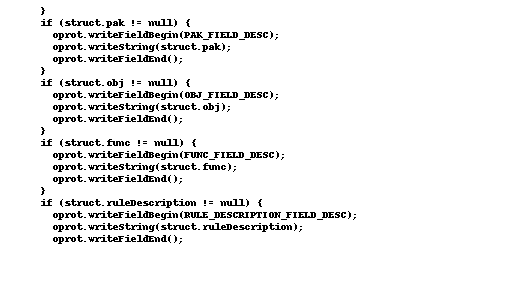 }
if (struct.pak != null) {
oprot.writeFieldBegin(PAK_FIELD_DESC);
oprot.writeString(struct.pak);
oprot.writeFieldEnd();
}
if (struct.obj != null) {
oprot.writeFieldBegin(OBJ_FIELD_DESC);
oprot.writeString(struct.obj);
oprot.writeFieldEnd();
}
if (struct.func != null) {
oprot.writeFieldBegin(FUNC_FIELD_DESC);
oprot.writeString(struct.func);
oprot.writeFieldEnd();
}
if (struct.ruleDescription != null) {
oprot.writeFieldBegin(RULE_DESCRIPTION_FIELD_DESC);
oprot.writeString(struct.ruleDescription);
oprot.writeFieldEnd();